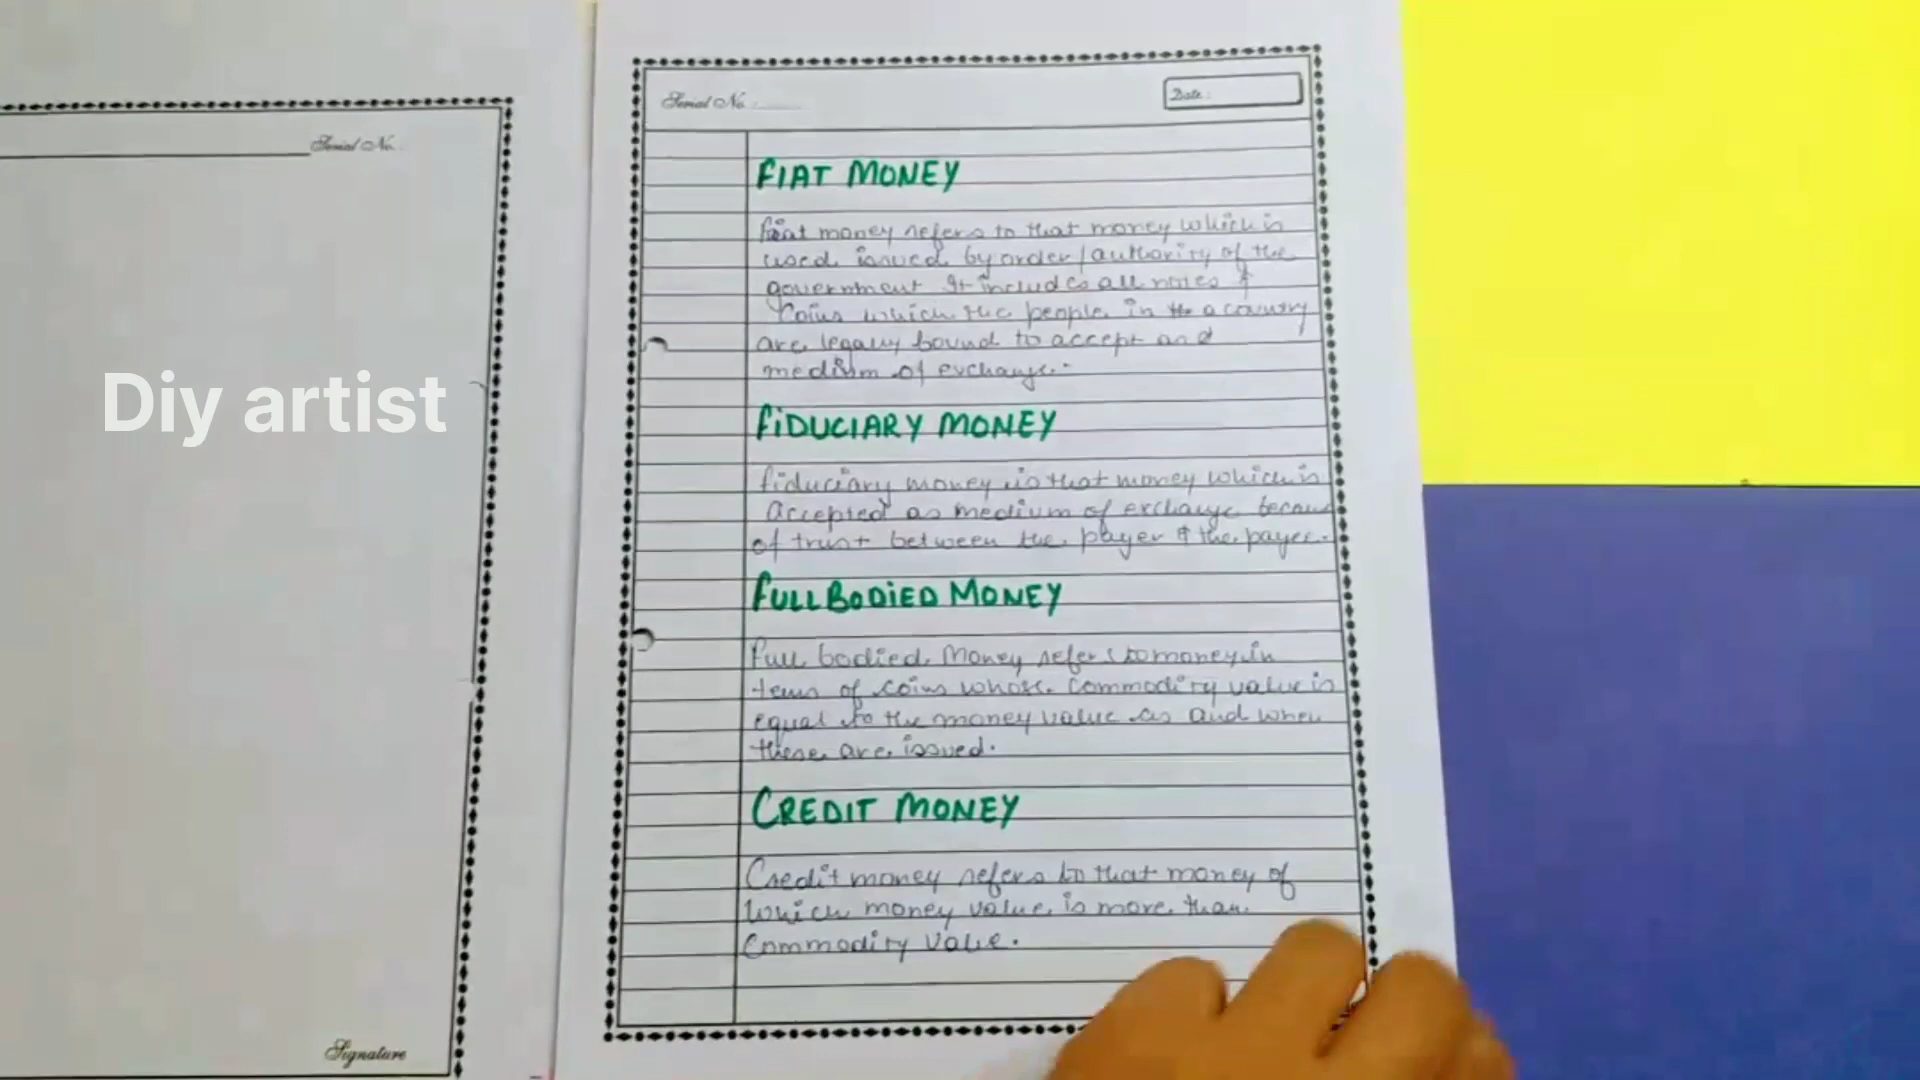 Serial No.
Diy artist
Signature
Serial No.
Date:
FIAT MONEY
fiat money refers to that money which is
used issued by order/authority of the
government It includes all notes &
Coins which the people in the a country
are legally bound to accept and
medium of exchange.
FIDUCIARY MONEY
fiduciary money is that money which is
accepted as medium of exchange becaus
of trust between the payer & the payee.
FULL BODIED MONEY
Full bodied Money refers to money in
tems of coins whose commodity value is
equal to the money value as and when
these are issued.
CREDIT MONEY
Credit money refers to that money of
which money value is more than
Commodity value.